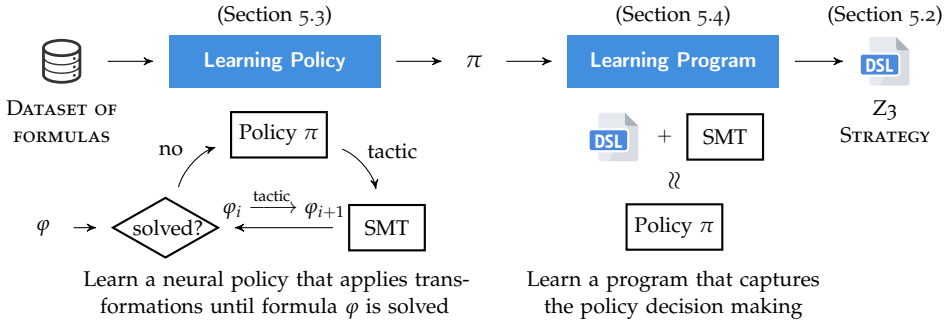 (Section 5.3)
(Section 5.4)
(Section 5.2)
Learning Policy
π
Learning Program
DSL
DATASET OF
FORMULAS
Z3
STRATEGY
Policy π
no
tactic
φ
solved?
φᵢ tactic→ φᵢ₊₁
SMT
DSL + SMT
≈
Policy π
Learn a neural policy that applies trans-
formations until formula φ is solved
Learn a program that captures
the policy decision making